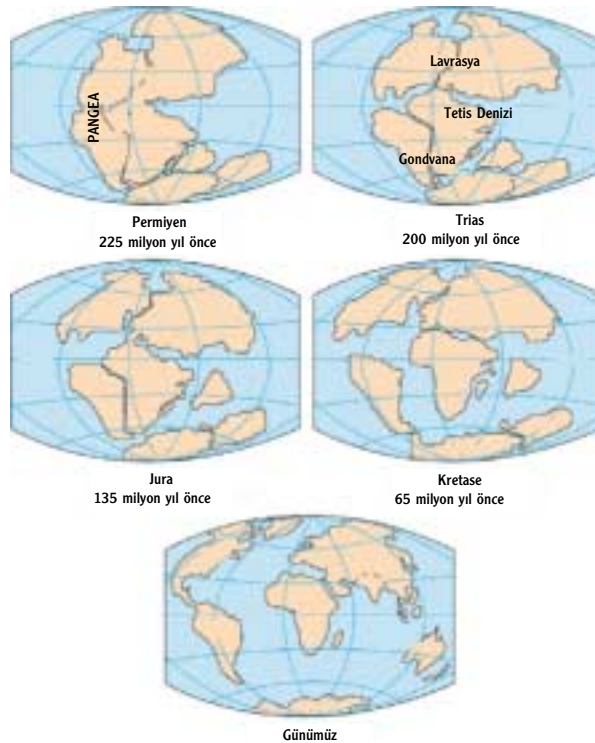 PANGEA
Lavrasya
Tetis Denizi
Gondvana
Permiyen
225 milyon yıl önce
Trias
200 milyon yıl önce
Jura
135 milyon yıl önce
Kretase
65 milyon yıl önce
Günümüz